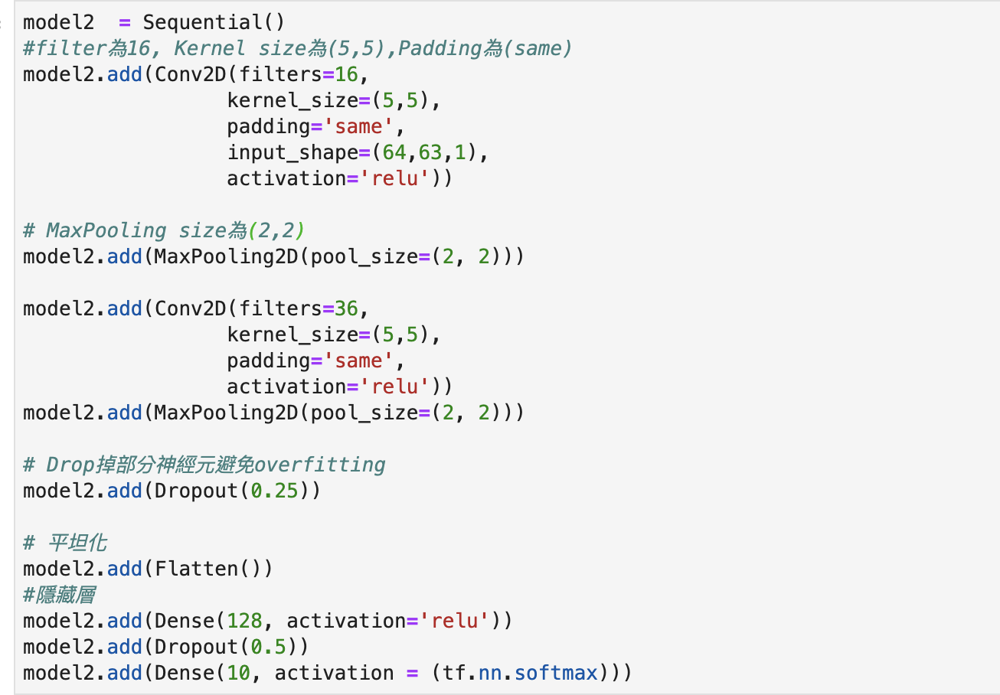 model2  = Sequential()
#filter為16, Kernel size為(5,5),Padding為(same)
model2.add(Conv2D(filters=16,
                 kernel_size=(5,5),
                 padding='same',
                 input_shape=(64,63,1),
                 activation='relu'))
# MaxPooling size為(2,2)
model2.add(MaxPooling2D(pool_size=(2, 2)))
model2.add(Conv2D(filters=36,
                 kernel_size=(5,5),
                 padding='same',
                 activation='relu'))
model2.add(MaxPooling2D(pool_size=(2, 2)))
# Drop掉部分神經元避免overfitting
model2.add(Dropout(0.25))
# 平坦化
model2.add(Flatten())
#隱藏層
model2.add(Dense(128, activation='relu'))
model2.add(Dropout(0.5))
model2.add(Dense(10, activation = (tf.nn.softmax)))